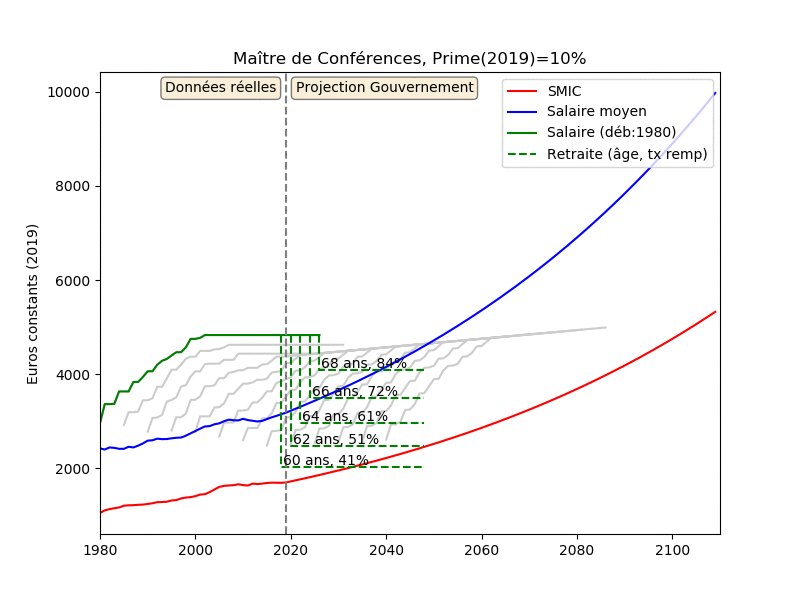 Maître de Conférences, Prime(2019)=10%
Données réelles
Projection Gouvernement
SMIC
Salaire moyen
Salaire (déb:1980)
Retraite (âge, tx remp)
Euros constants (2019)
10000
8000
6000
4000
2000
68 ans, 84%
66 ans, 72%
64 ans, 61%
62 ans, 51%
60 ans, 41%
1980
2000
2020
2040
2060
2080
2100